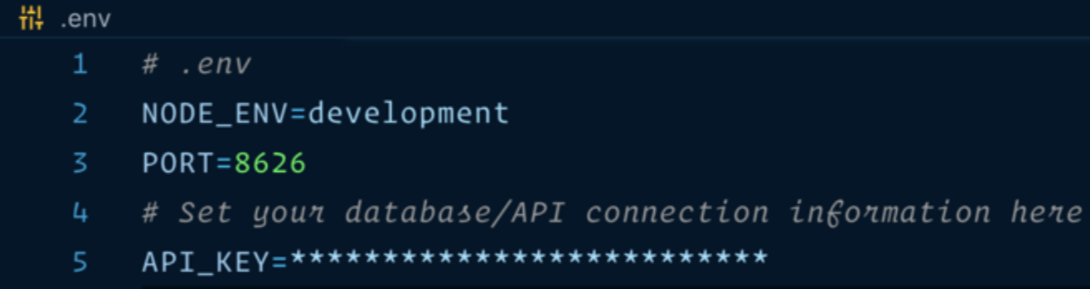 .env
1 # .env
2 NODE_ENV=development
3 PORT=8626
4 # Set your database/API connection information here
5 API_KEY=**************************